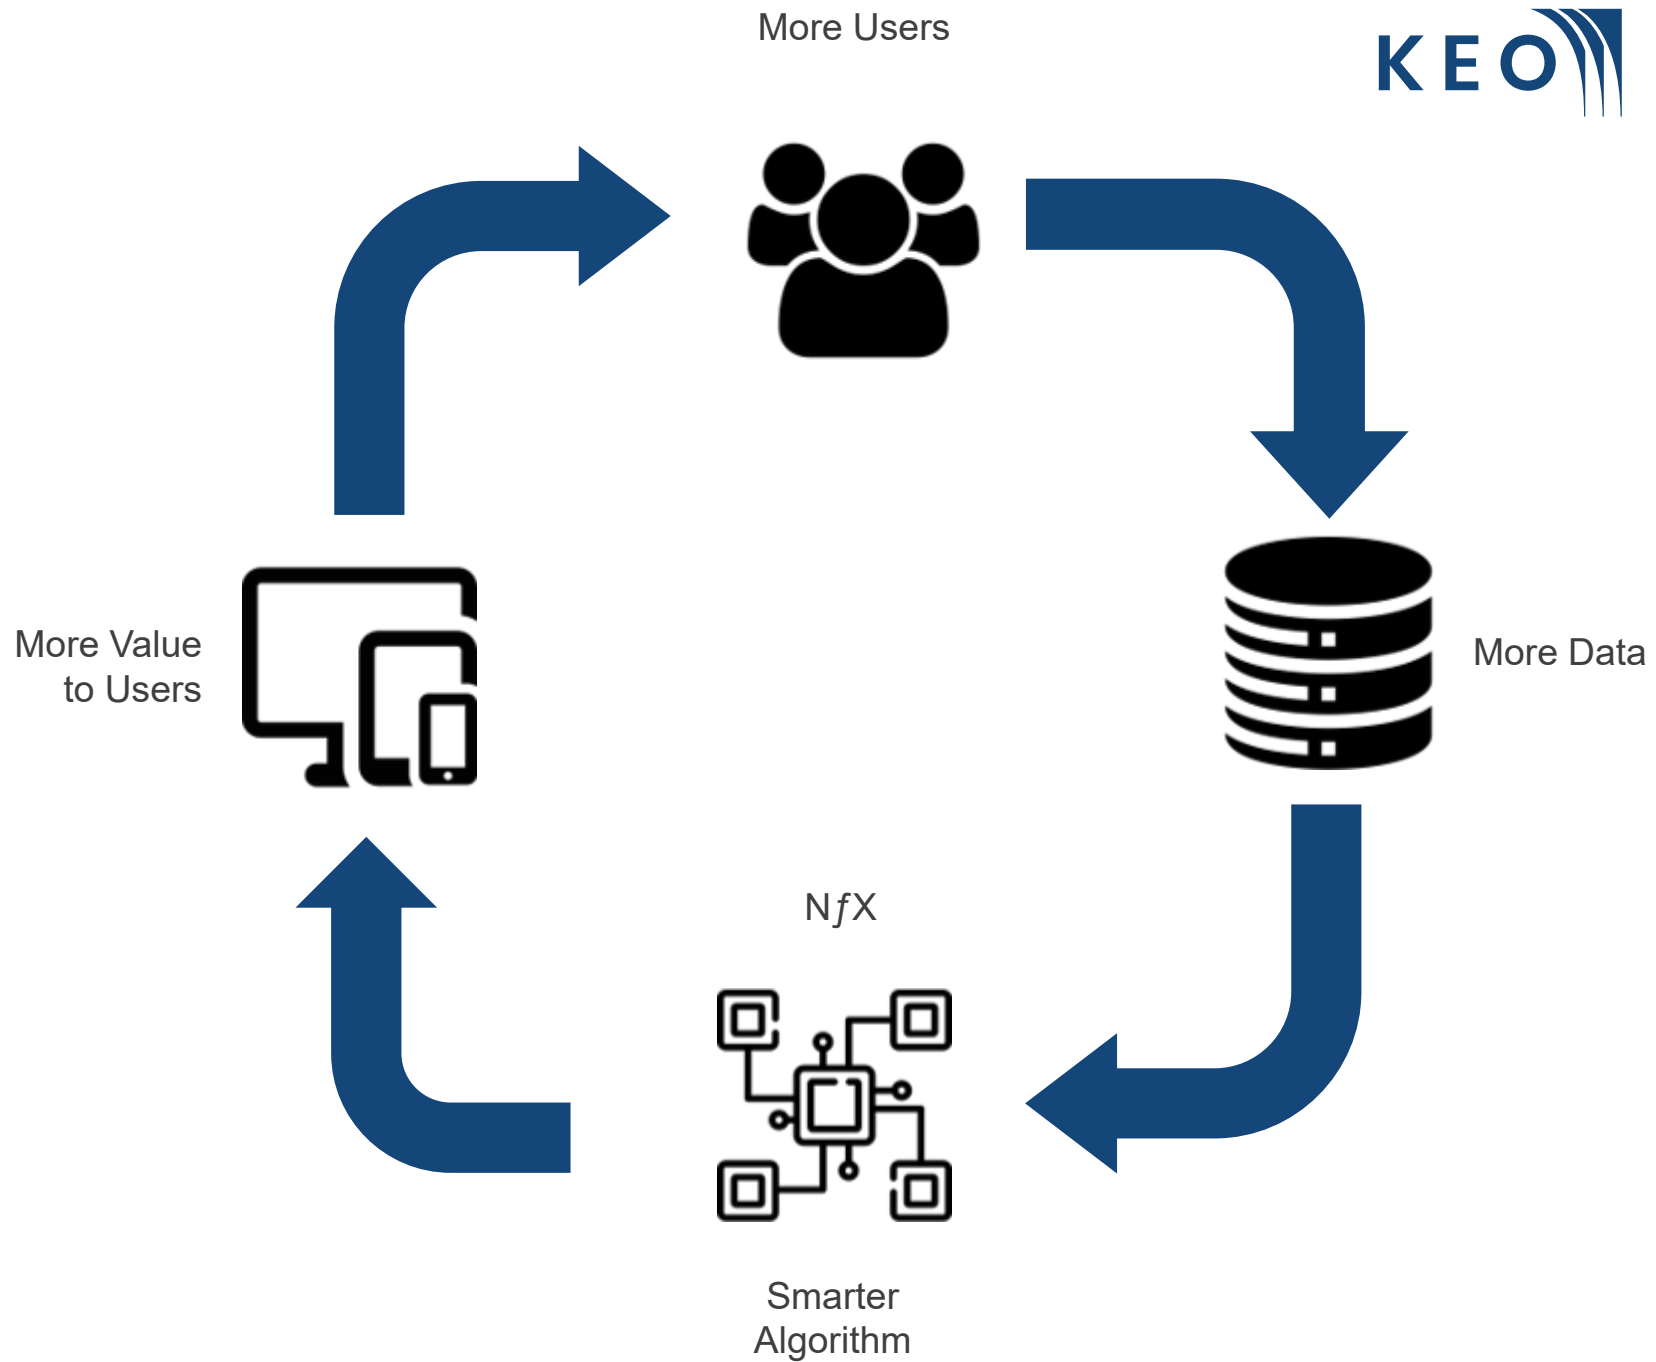 More Users
KEO
More Value
to Users
More Data
NƒX
Smarter
Algorithm